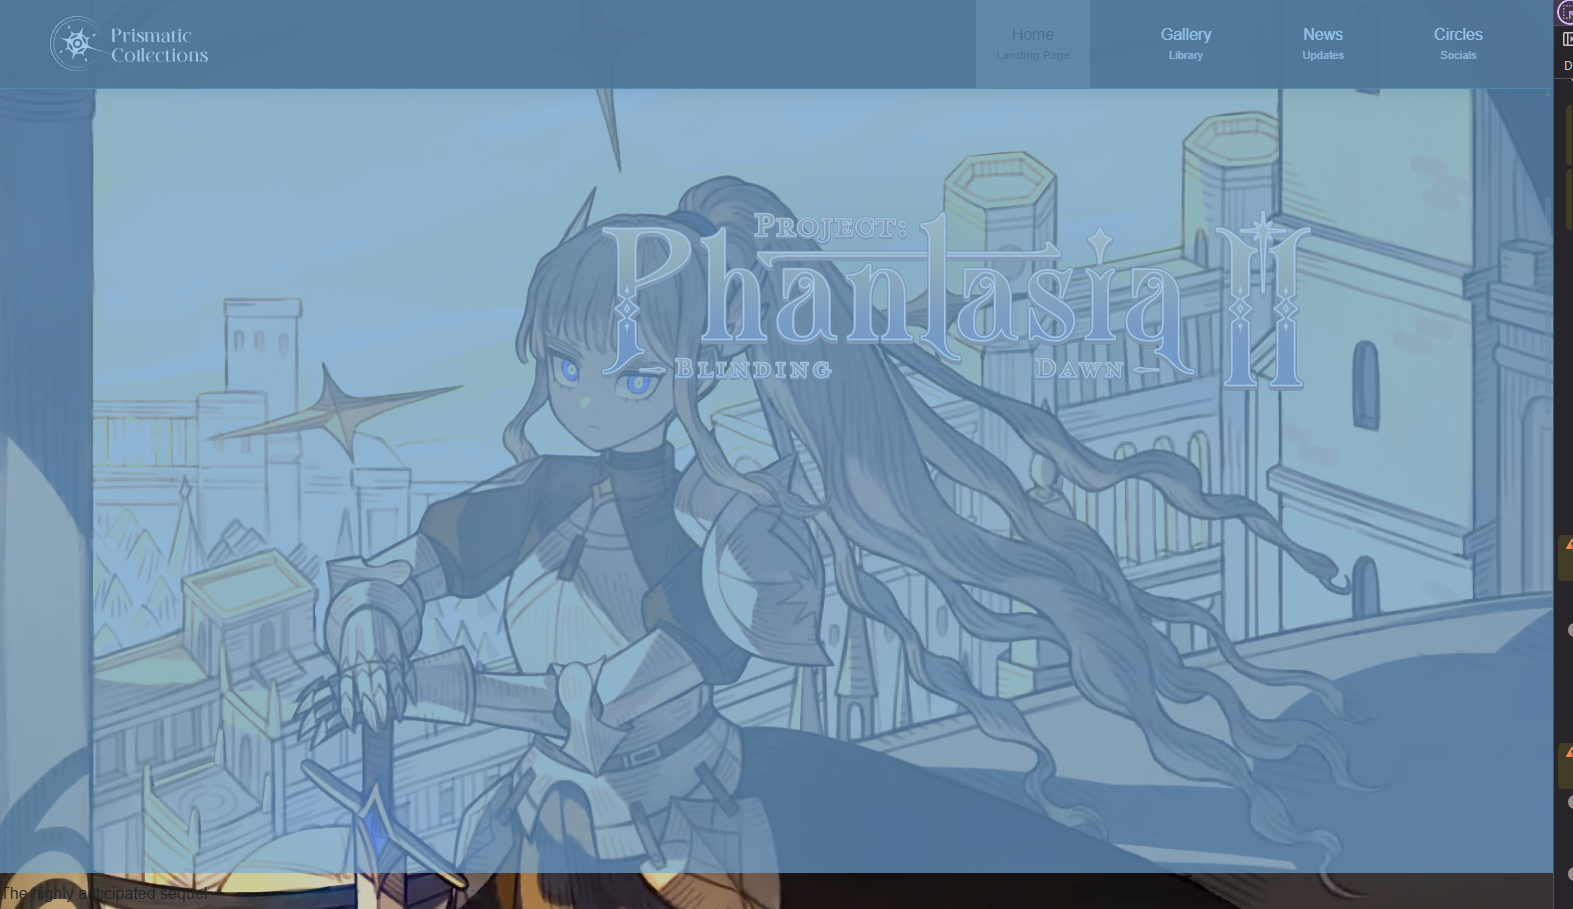 Prismatic
Collections
Home
Landing Page
Gallery
Library
News
Updates
Circles
Socials
D
PROJECT:
Phantasia II
BLINDING DAWN
The highly anticipated sequel